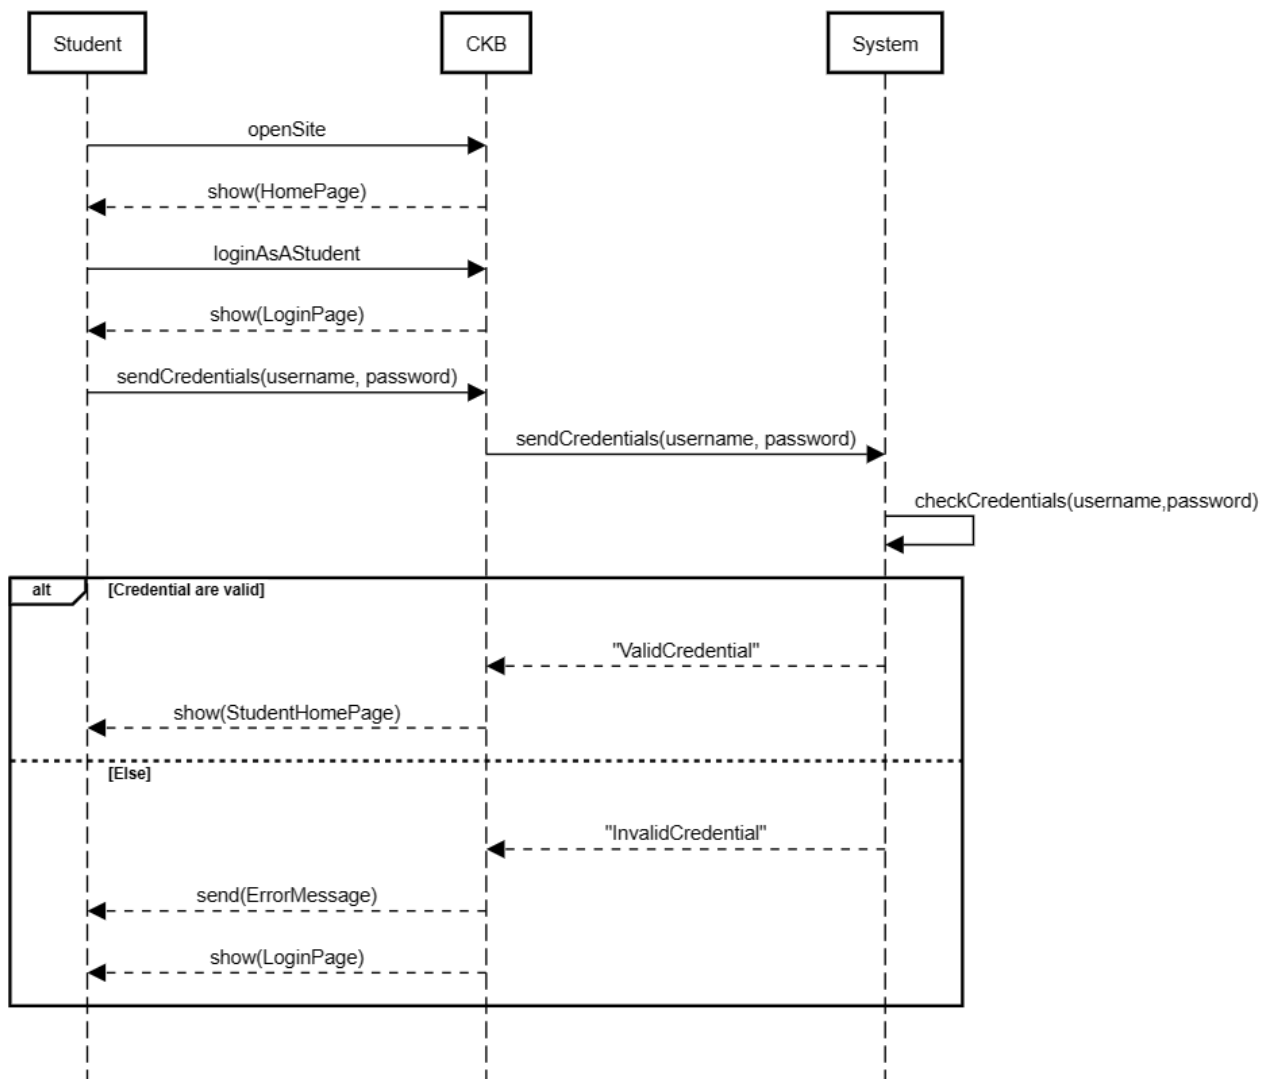 Student
CKB
System
openSite
show(HomePage)
loginAsAStudent
show(LoginPage)
sendCredentials(username, password)
sendCredentials(username, password)
checkCredentials(username,password)
alt
[Credential are valid]
"ValidCredential"
show(StudentHomePage)
[Else]
"InvalidCredential"
send(ErrorMessage)
show(LoginPage)